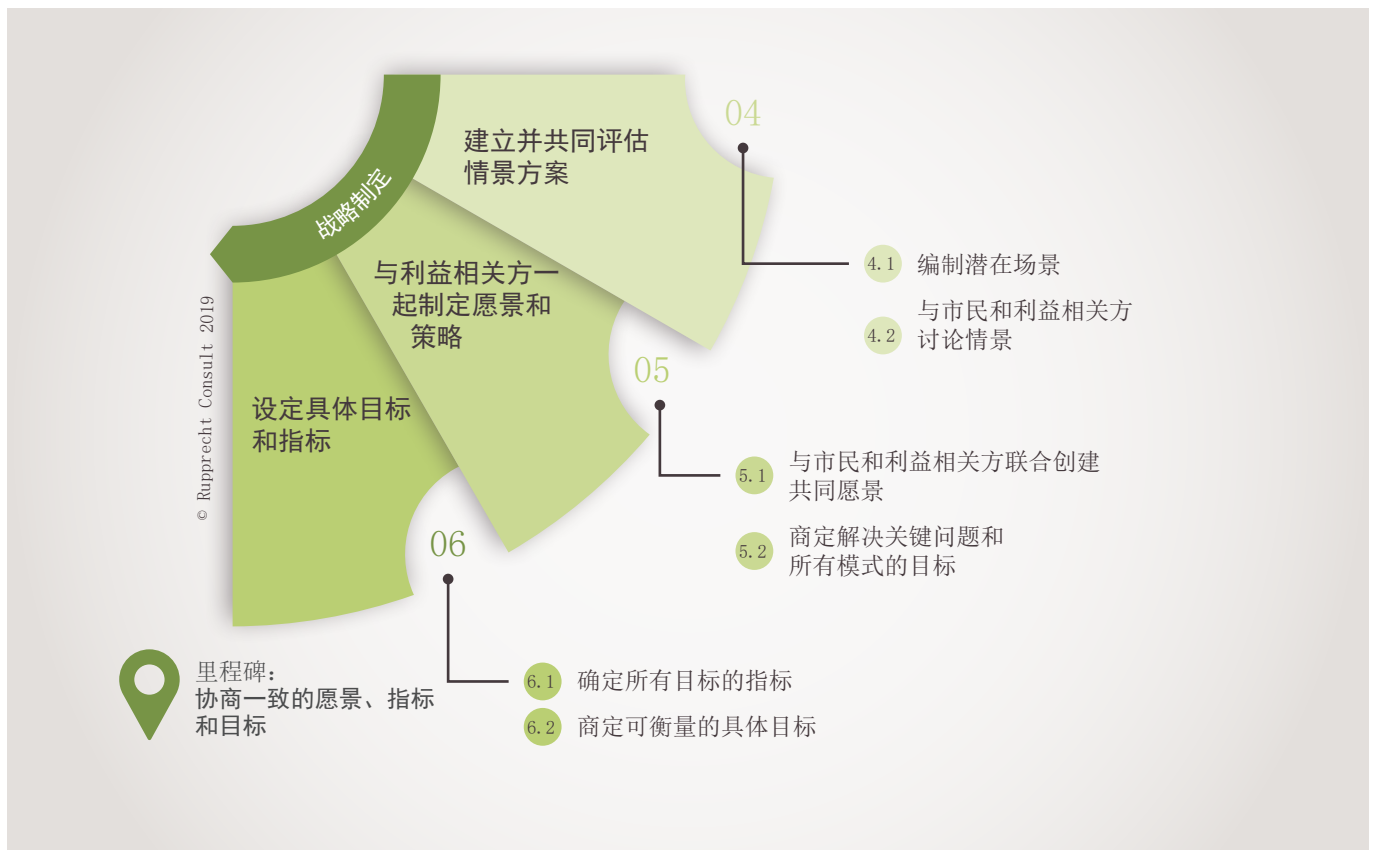 04
建立并共同评估
情景方案
战略制定
4.1 编制潜在场景
4.2 与市民和利益相关方
讨论情景
与利益相关方一
起制定愿景和
策略
05
5.1 与市民和利益相关方联合创建
共同愿景
5.2 商定解决关键问题和
所有模式的目标
设定具体目标
和指标
06
6.1 确定所有目标的指标
6.2 商定可衡量的具体目标
© Rupprecht Consult 2019
里程碑:
协商一致的愿景、指标
和目标